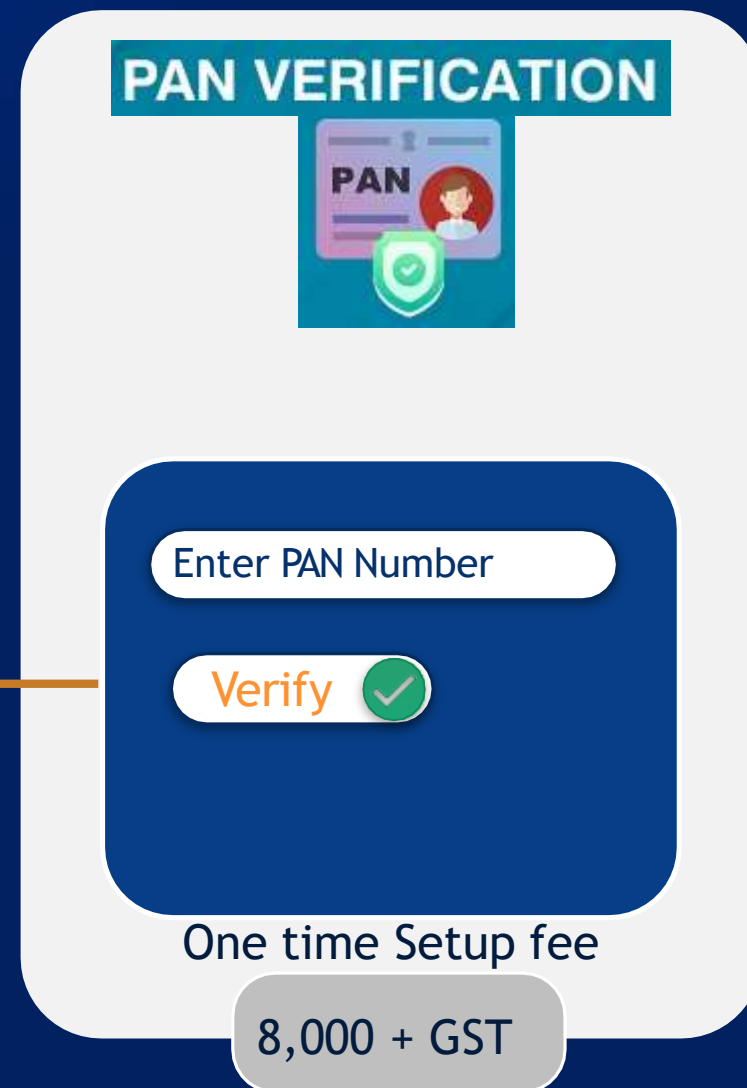 PAN VERIFICATION
PAN
Enter PAN Number
Verify
One time Setup fee
8,000 + GST